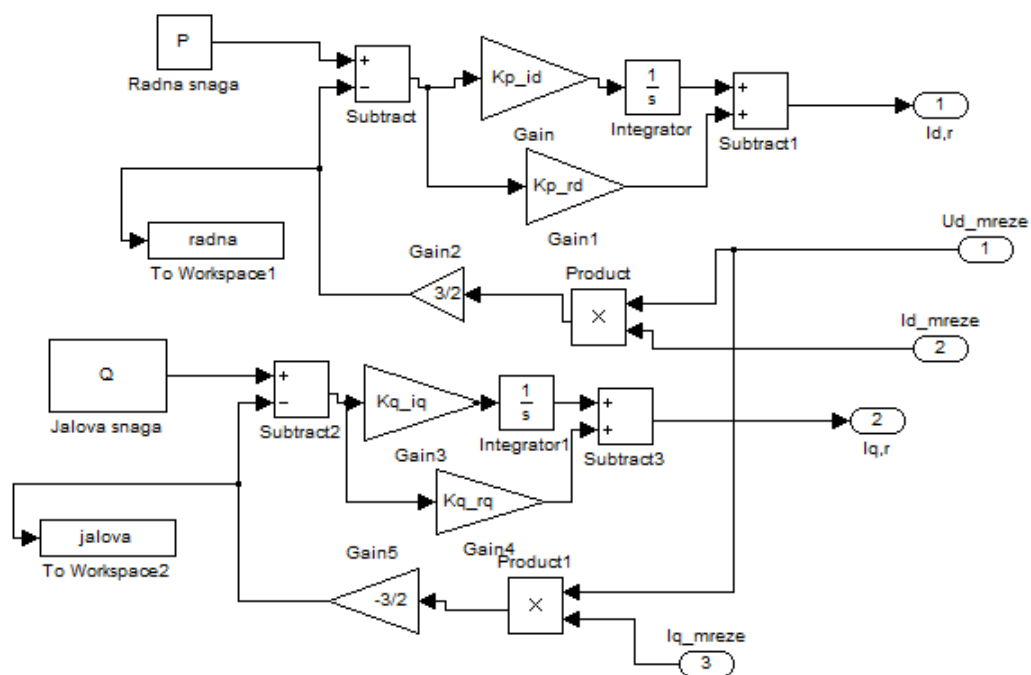 P
Radna snaga
+
−
Subtract
Kp_id
Gain
1
s
Integrator
+
+
Subtract1
1
Id,r
Kp_rd
Gain1
radna
To Workspace1
Gain2
3/2
Product
×
Ud_mreze
1
Id_mreze
2
Q
Jalova snaga
+
−
Subtract2
Kq_iq
Gain3
1
s
Integrator1
+
+
Subtract3
2
Iq,r
Kq_rq
Gain4
jalova
To Workspace2
Gain5
-3/2
Product1
×
Iq_mreze
3